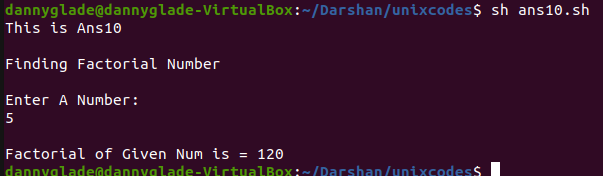 dannyglade@dannyglade-VirtualBox:~/Darshan/unixcodes$ sh ans10.sh
This is Ans10
Finding Factorial Number
Enter A Number:
5
Factorial of Given Num is = 120
dannyglade@dannyglade-VirtualBox:~/Darshan/unixcodes$